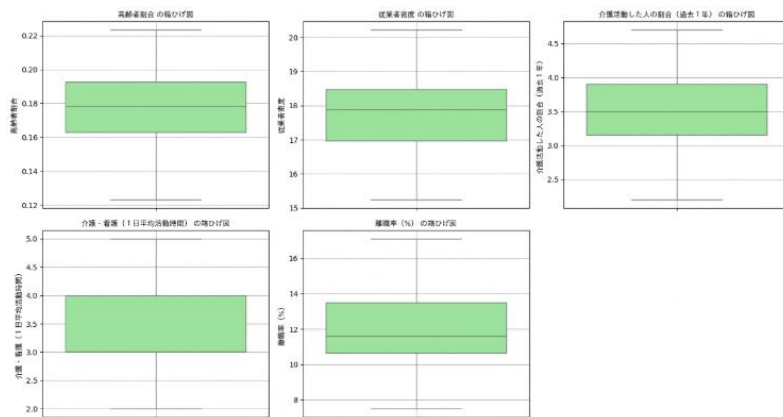 高齢者割合 の箱ひげ図
高齢者割合
0.22
0.20
0.18
0.16
0.14
0.12
従業者密度 の箱ひげ図
従業者密度
20
19
18
17
16
15
介護活動した人の割合（過去１年） の箱ひげ図
介護活動した人の割合（過去１年）
4.5
4.0
3.5
3.0
2.5
介護・看護（１日平均活動時間） の箱ひげ図
介護・看護（１日平均活動時間）
5.0
4.5
4.0
3.5
3.0
2.5
2.0
離職率（%） の箱ひげ図
離職率（%）
16
14
12
10
8